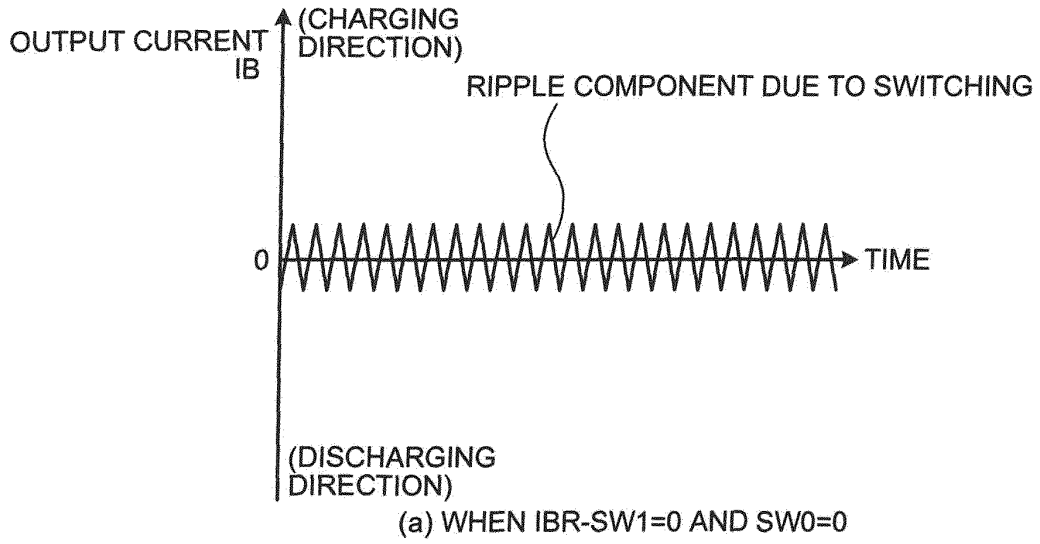 (CHARGING
DIRECTION)
OUTPUT CURRENT
IB
RIPPLE COMPONENT DUE TO SWITCHING
0
TIME
(DISCHARGING
DIRECTION)
(a) WHEN IBR-SW1=0 AND SW0=0